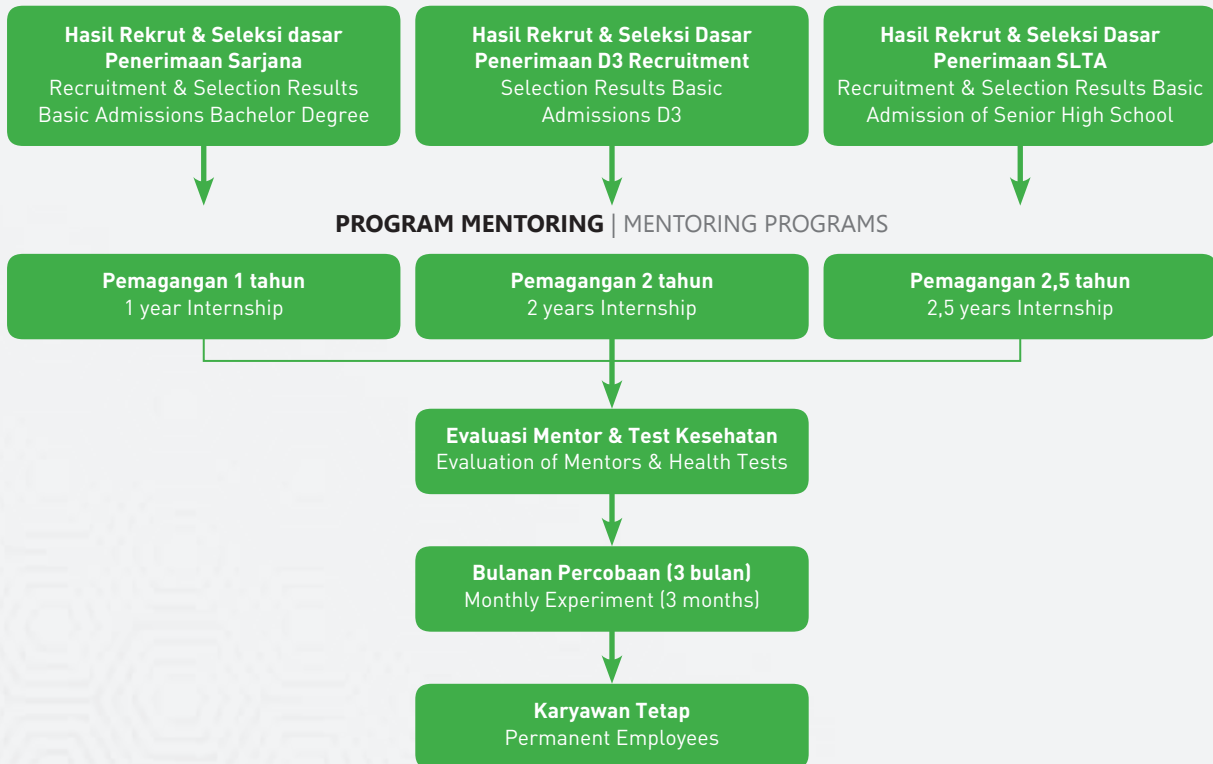 Hasil Rekrut & Seleksi dasar
Penerimaan Sarjana
Recruitment & Selection Results
Basic Admissions Bachelor Degree
Hasil Rekrut & Seleksi Dasar
Penerimaan D3 Recruitment
Selection Results Basic
Admissions D3
Hasil Rekrut & Seleksi Dasar
Penerimaan SLTA
Recruitment & Selection Results Basic
Admission of Senior High School
PROGRAM MENTORING | MENTORING PROGRAMS
Pemagangan 1 tahun
1 year Internship
Pemagangan 2 tahun
2 years Internship
Pemagangan 2,5 tahun
2,5 years Internship
Evaluasi Mentor & Test Kesehatan
Evaluation of Mentors & Health Tests
Bulanan Percobaan (3 bulan)
Monthly Experiment (3 months)
Karyawan Tetap
Permanent Employees